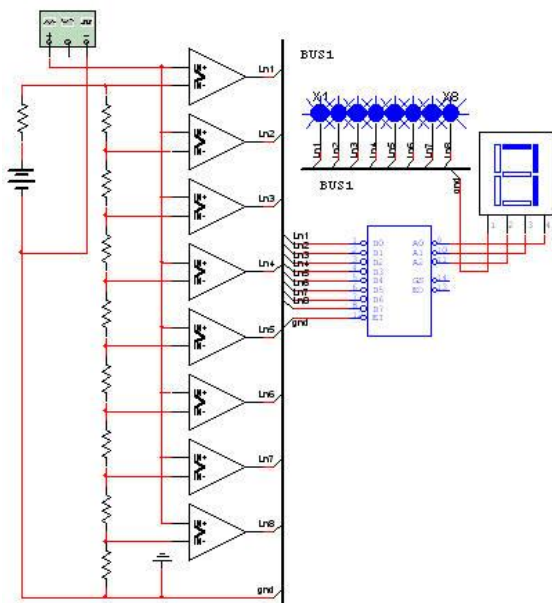 BUS1
X1 X8
Ln1
Ln2
Ln3
Ln4
Ln5
Ln6
Ln7
Ln8
gnd
Ln1 Ln2 Ln3 Ln4 Ln5 Ln6 Ln7 Ln8
gnd
BUS1
1 2 3 4
Ln1
Ln2
Ln3
Ln4
Ln5
Ln6
Ln7
Ln8
gnd
D0 A0
D1 A1
D2 A2
D3
D4 GS 14
D5 EO
D6
D7
EI